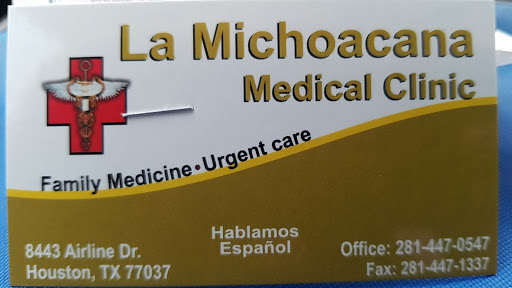 La Michoacana
Medical Clinic
Family Medicine • Urgent care
Hablamos
Español
8443 Airline Dr.
Houston, TX 77037
Office: 281-447-0547
Fax: 281-447-1337